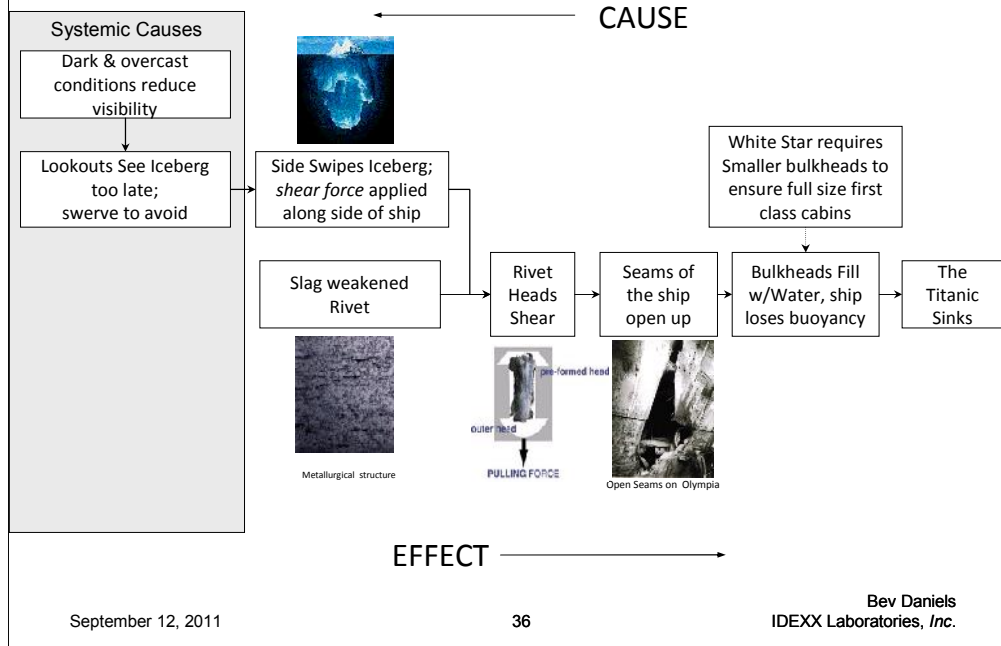 CAUSE
Systemic Causes
Dark & overcast
conditions reduce
visibility
Lookouts See Iceberg
too late;
swerve to avoid
Side Swipes Iceberg;
shear force applied
along side of ship
White Star requires
Smaller bulkheads to
ensure full size first
class cabins
Slag weakened
Rivet
Rivet
Heads
Shear
Seams of
the ship
open up
Bulkheads Fill
w/Water, ship
loses buoyancy
The
Titanic
Sinks
Metallurgical structure
pre-formed head
outer head
PULLING FORCE
Open Seams on Olympia
EFFECT
September 12, 2011
36
Bev Daniels
IDEXX Laboratories, Inc.